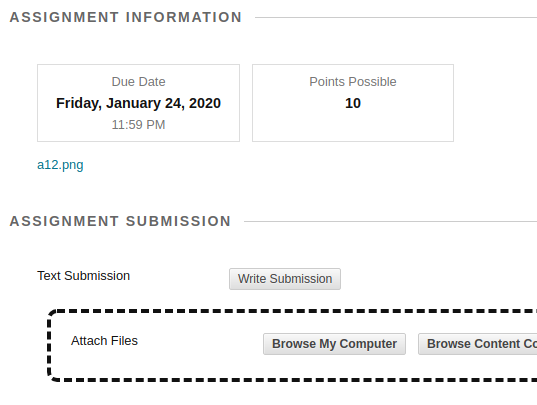 ASSIGNMENT INFORMATION
Due Date
Friday, January 24, 2020
11:59 PM
Points Possible
10
a12.png
ASSIGNMENT SUBMISSION
Text Submission
Write Submission
Attach Files
Browse My Computer
Browse Content Co